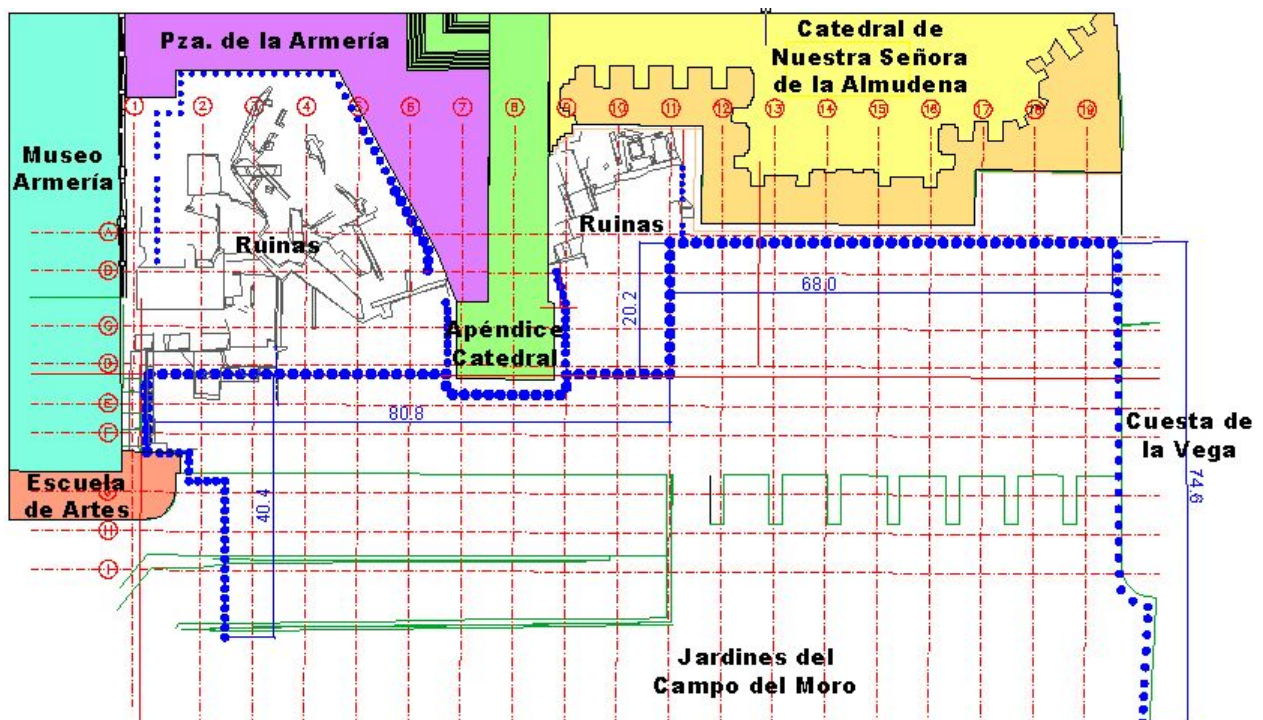 Pza. de la Armería
Catedral de
Nuestra Señora
de la Almudena
1 2 3 4 5 6 7 8 9 10 11 12 13 14 15 16 17 18 19
Museo
Armería
Ruinas
Ruinas
A
B
C
D
E
F
H
I
68.0
20.2
Apéndice
Catedral
80.8
Cuesta de
la Vega
74.6
Escuela
de Artes
40.4
Jardines del
Campo del Moro